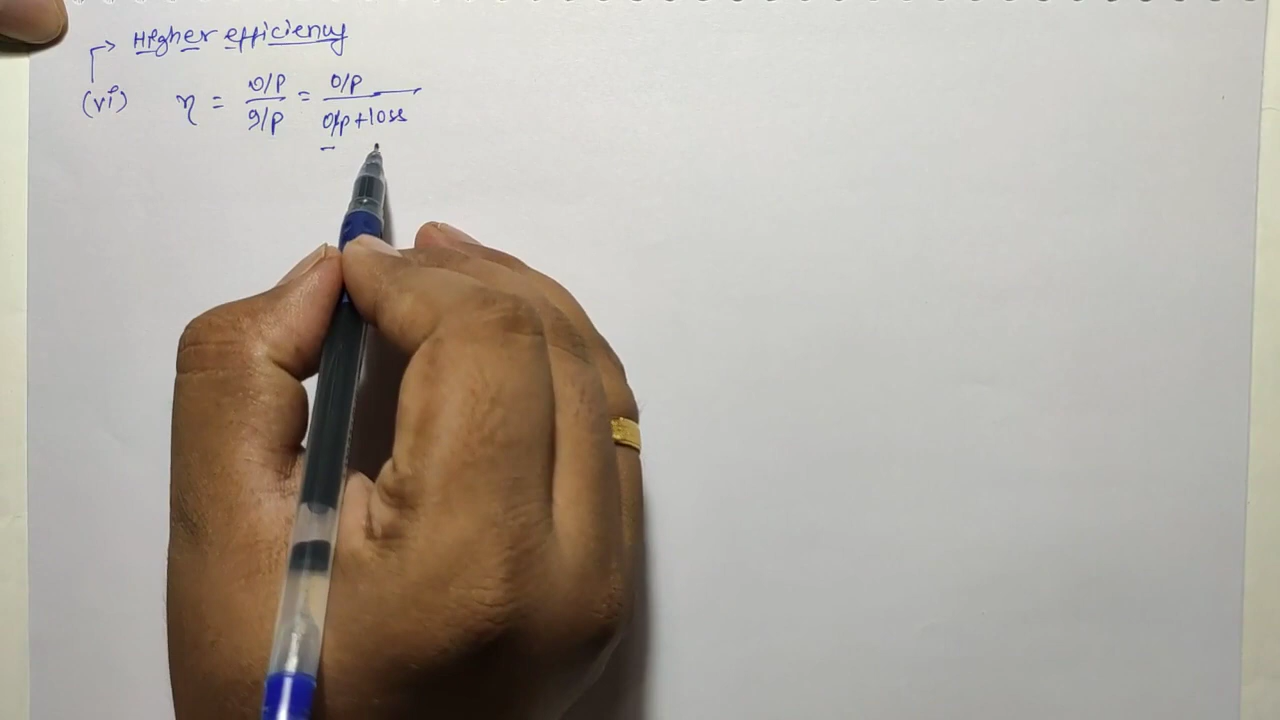 Higher efficiency
(vi) η = O/P / I/P = O/P / O/P + loss